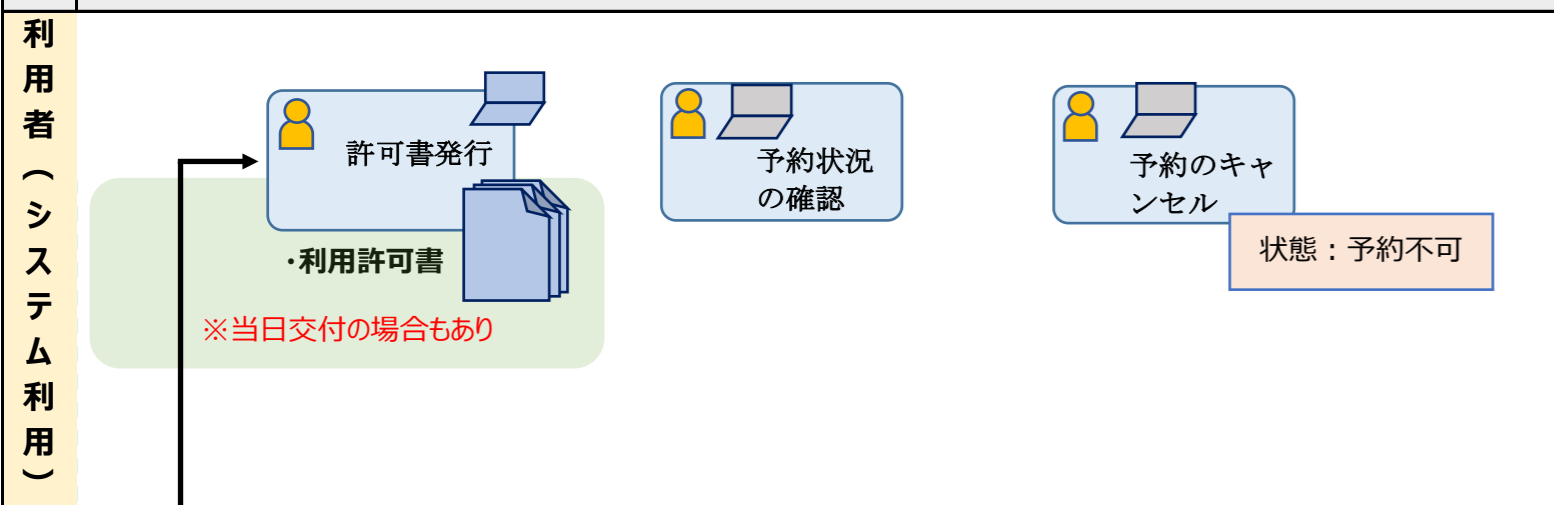 利用者（システム利用）
許可書発行
・利用許可書
※当日交付の場合もあり
予約状況
の確認
予約のキャ
ンセル
状態：予約不可